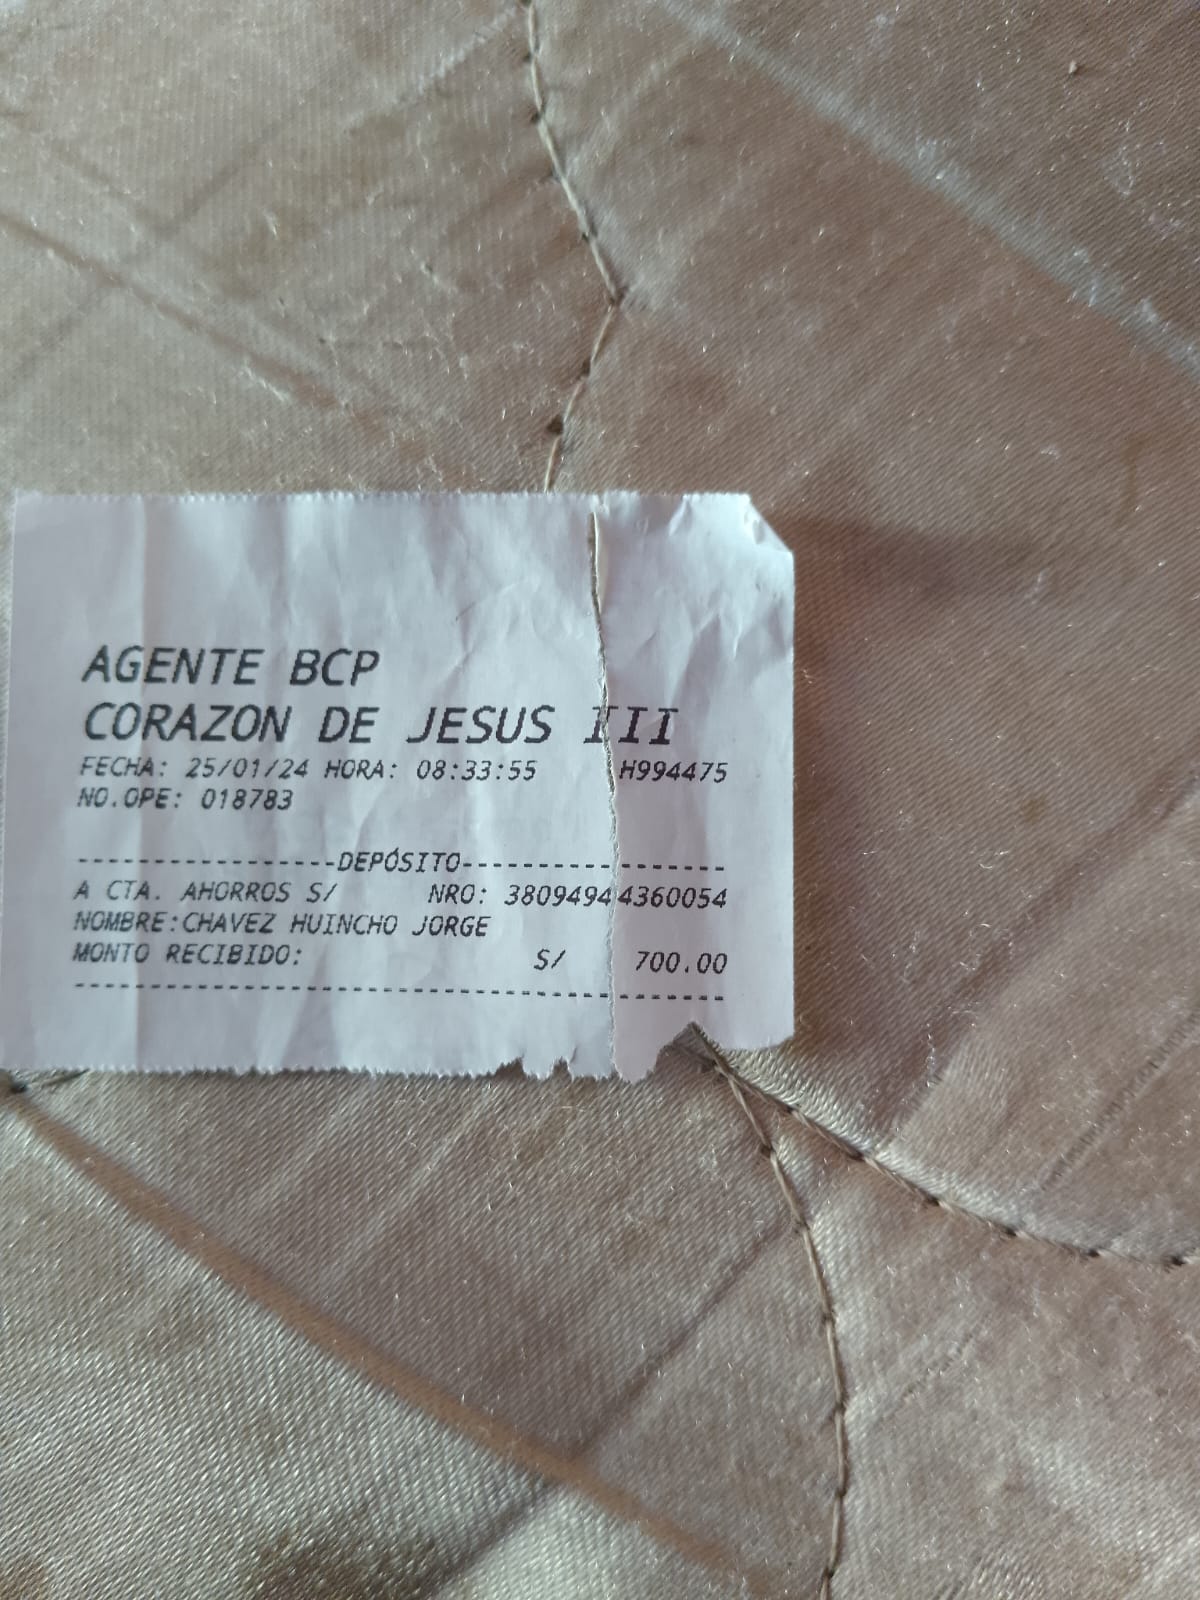 AGENTE BCP
CORAZON DE JESUS III
FECHA: 25/01/24 HORA: 08:33:55 H994475
NO.OPE: 018783
-----------------DEPÓSITO-----------------
A CTA. AHORROS S/ NRO: 38094944360054
NOMBRE:CHAVEZ HUINCHO JORGE
MONTO RECIBIDO: S/ 700.00
------------------------------------------